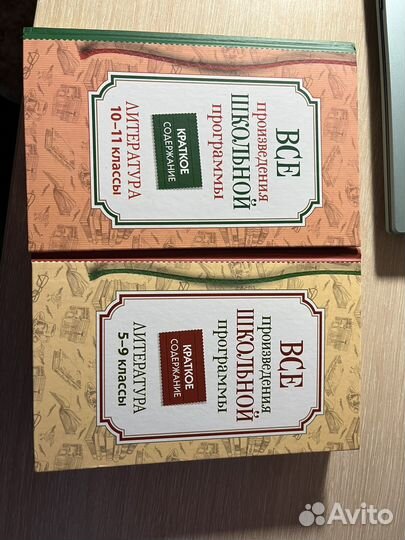 ВСЕ
произведения
ШКОЛЬНОЙ
программы
КРАТКОЕ
СОДЕРЖАНИЕ
ЛИТЕРАТУРА
10–11 классы
ВСЕ
произведения
ШКОЛЬНОЙ
программы
КРАТКОЕ
СОДЕРЖАНИЕ
ЛИТЕРАТУРА
5–9 классы
Avito